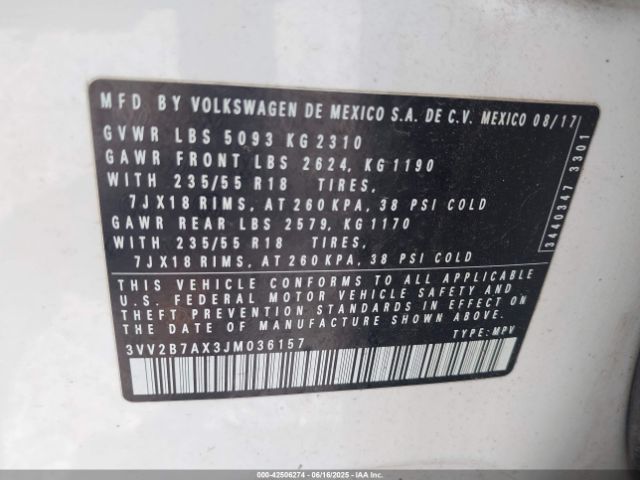 MFD BY VOLKSWAGEN DE MEXICO S.A. DE C.V. MEXICO 08/17
GVWR LBS 5093 KG 2310
GAWR FRONT LBS 2624, KG 1190
WITH 235/55 R18 TIRES,
7JX18 RIMS, AT 260 KPA, 38 PSI COLD
GAWR REAR LBS 2579, KG 1170
WITH 235/55 R18 TIRES,
7JX18 RIMS, AT 260 KPA, 38 PSI COLD
THIS VEHICLE CONFORMS TO ALL APPLICABLE
U.S. FEDERAL MOTOR VEHICLE SAFETY AND
THEFT PREVENTION STANDARDS IN EFFECT ON
THE DATE OF MANUFACTURE SHOWN ABOVE.
3VV2B7AX3JM036157 TYPE: MPV
3440347 3301
000-42506274 - 06/16/2025 - IAAI.COM